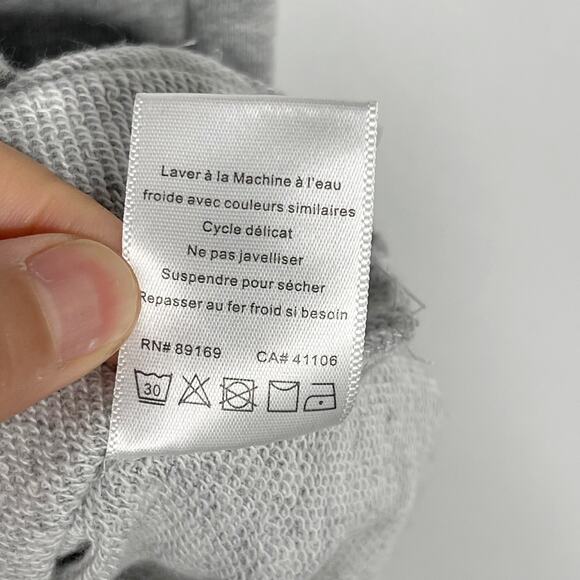 Laver à la Machine à l'eau
froide avec couleurs similaires
Cycle délicat
Ne pas javelliser
Suspendre pour sécher
Repasser au fer froid si besoin
RN# 89169 CA# 41106
30